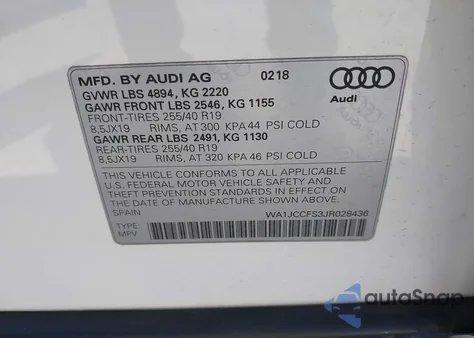 MFD. BY AUDI AG 0218
GVWR LBS 4894, KG 2220
GAWR FRONT LBS 2546, KG 1155
FRONT-TIRES 255/40 R19
8,5JX19 RIMS, AT 300 KPA 44 PSI COLD
GAWR REAR LBS 2491, KG 1130
REAR-TIRES 255/40 R19
8,5JX19 RIMS, AT 320 KPA 46 PSI COLD
Audi
THIS VEHICLE CONFORMS TO ALL APPLICABLE
U.S. FEDERAL MOTOR VEHICLE SAFETY AND
THEFT PREVENTION STANDARDS IN EFFECT ON
THE DATE OF MANUFACTURE SHOWN ABOVE.
SPAIN WA1JCCFS3JR028436
TYPE:
MPV
autoSnap